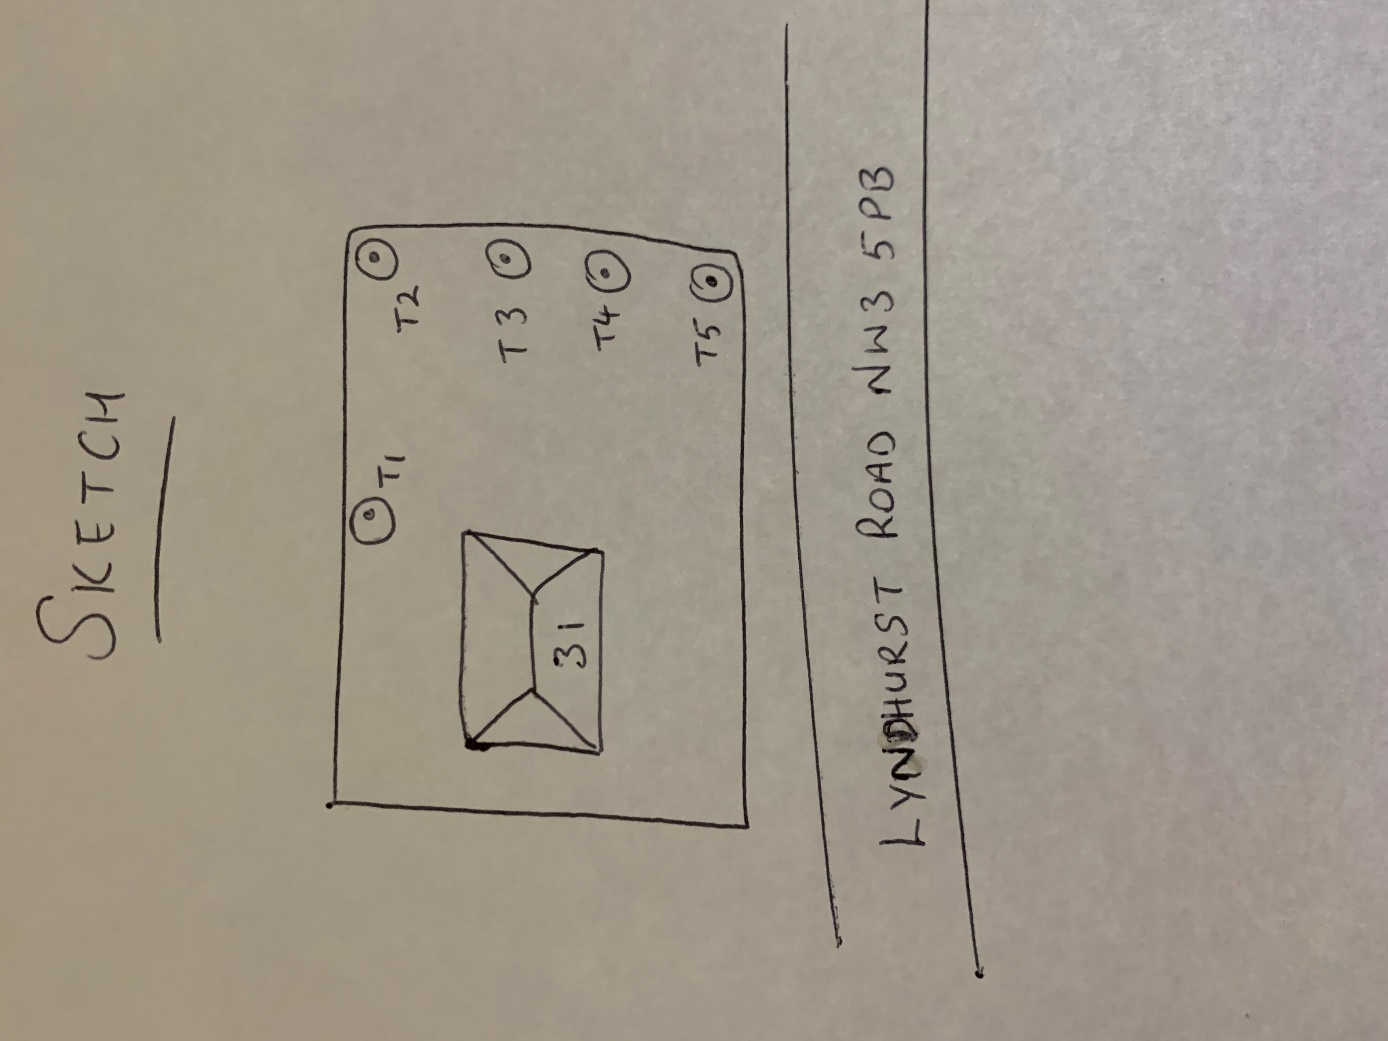 SKETCH
T1
T2
T3
T4
T5
31
LYNDHURST ROAD NW3 5PB